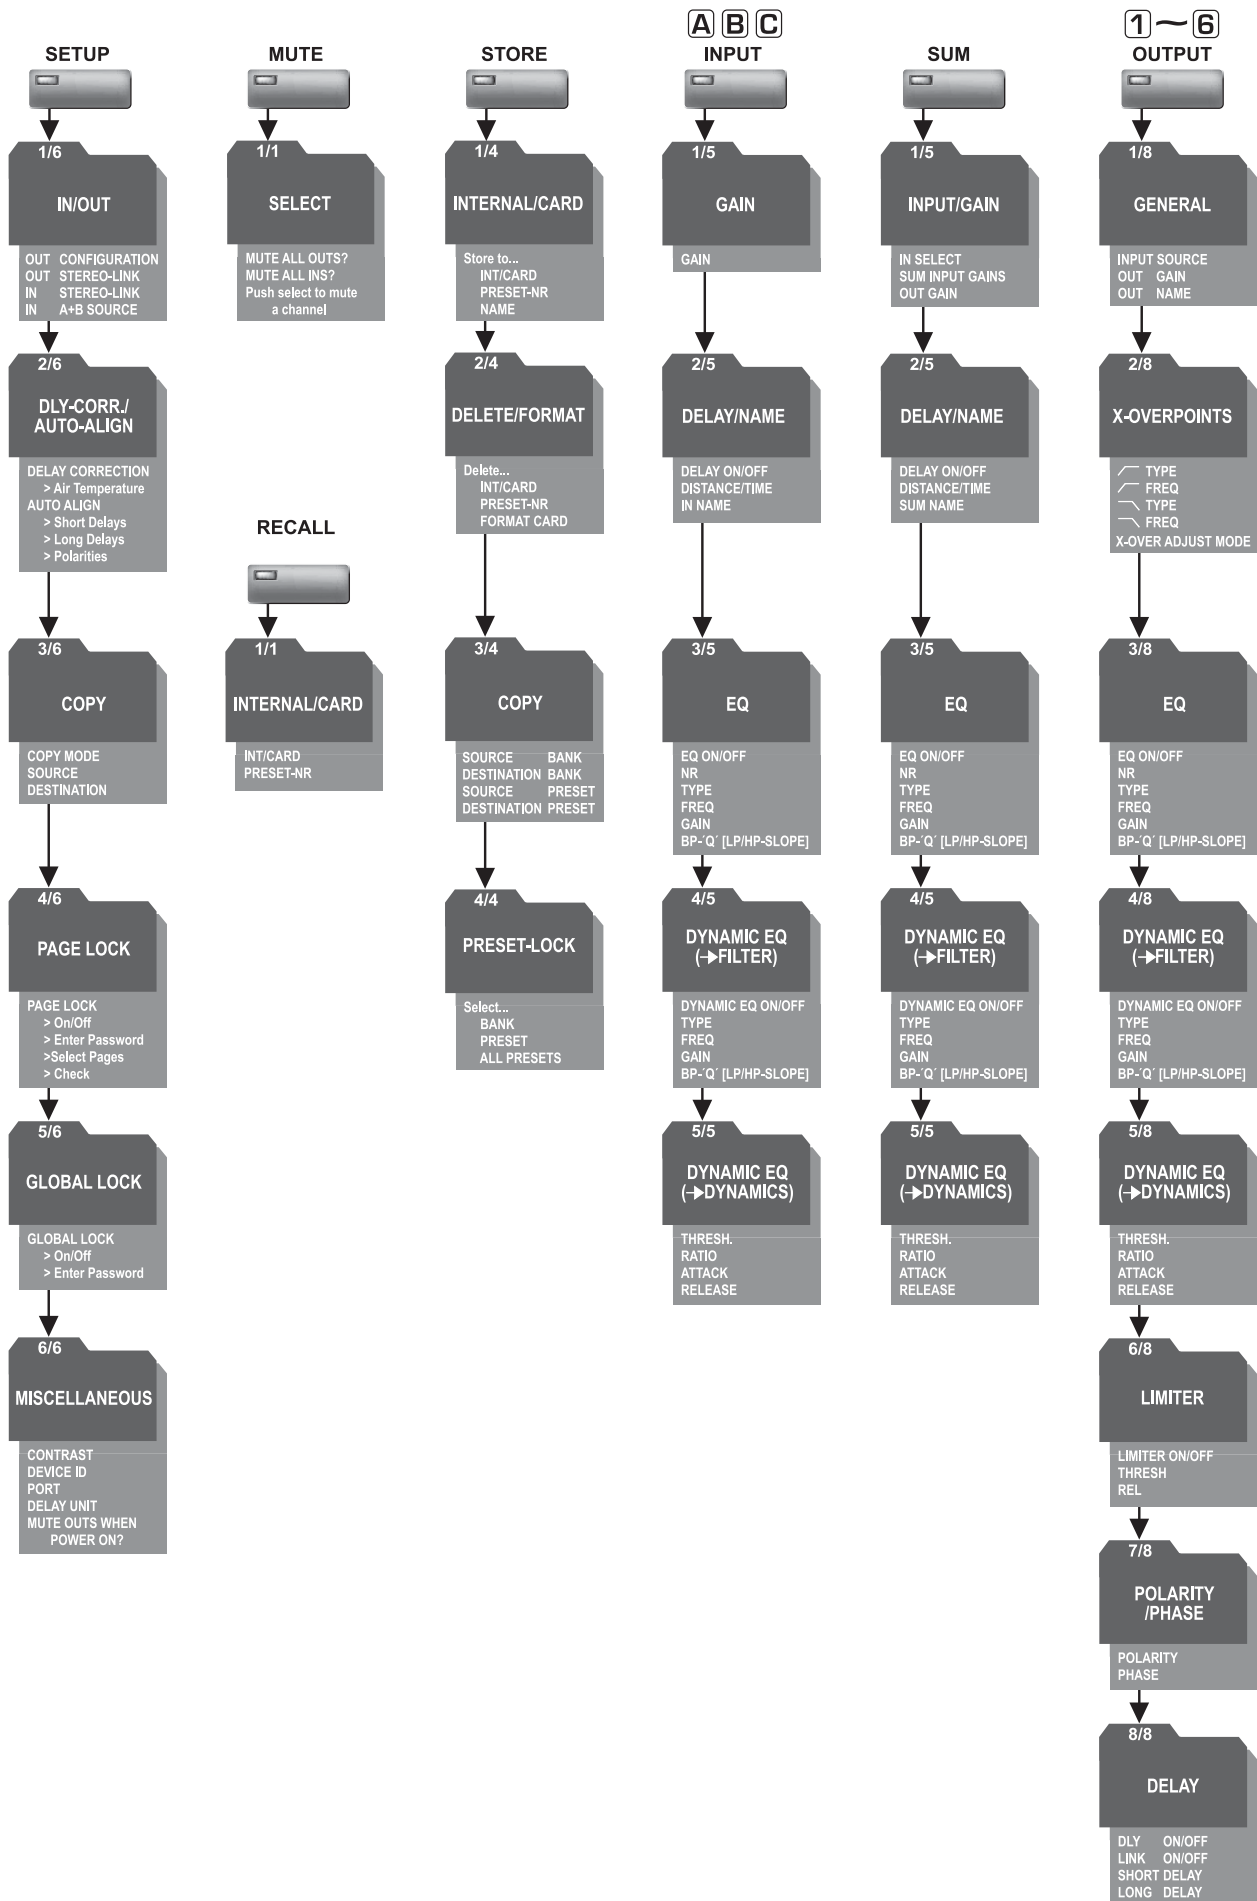 SETUP
1/6
IN/OUT
OUT CONFIGURATION
OUT STEREO-LINK
IN STEREO-LINK
IN A+B SOURCE
2/6
DLY-CORR./
AUTO-ALIGN
DELAY CORRECTION
> Air Temperature
AUTO ALIGN
> Short Delays
> Long Delays
> Polarities
3/6
COPY
COPY MODE
SOURCE
DESTINATION
4/6
PAGE LOCK
PAGE LOCK
> On/Off
> Enter Password
>Select Pages
> Check
5/6
GLOBAL LOCK
GLOBAL LOCK
> On/Off
> Enter Password
6/6
MISCELLANEOUS
CONTRAST
DEVICE ID
PORT
DELAY UNIT
MUTE OUTS WHEN
POWER ON?
MUTE
1/1
SELECT
MUTE ALL OUTS?
MUTE ALL INS?
Push select to mute
a channel
RECALL
1/1
INTERNAL/CARD
INT/CARD
PRESET-NR
STORE
1/4
INTERNAL/CARD
Store to...
INT/CARD
PRESET-NR
NAME
2/4
DELETE/FORMAT
Delete...
INT/CARD
PRESET-NR
FORMAT CARD
3/4
COPY
SOURCE BANK
DESTINATION BANK
SOURCE PRESET
DESTINATION PRESET
4/4
PRESET-LOCK
Select...
BANK
PRESET
ALL PRESETS
A B C
INPUT
1/5
GAIN
GAIN
2/5
DELAY/NAME
DELAY ON/OFF
DISTANCE/TIME
IN NAME
3/5
EQ
EQ ON/OFF
NR
TYPE
FREQ
GAIN
BP-´Q´ [LP/HP-SLOPE]
4/5
DYNAMIC EQ
(→FILTER)
DYNAMIC EQ ON/OFF
TYPE
FREQ
GAIN
BP-´Q´ [LP/HP-SLOPE]
5/5
DYNAMIC EQ
(→DYNAMICS)
THRESH.
RATIO
ATTACK
RELEASE
SUM
1/5
INPUT/GAIN
IN SELECT
SUM INPUT GAINS
OUT GAIN
2/5
DELAY/NAME
DELAY ON/OFF
DISTANCE/TIME
SUM NAME
3/5
EQ
EQ ON/OFF
NR
TYPE
FREQ
GAIN
BP-´Q´ [LP/HP-SLOPE]
4/5
DYNAMIC EQ
(→FILTER)
DYNAMIC EQ ON/OFF
TYPE
FREQ
GAIN
BP-´Q´ [LP/HP-SLOPE]
5/5
DYNAMIC EQ
(→DYNAMICS)
THRESH.
RATIO
ATTACK
RELEASE
1～6
OUTPUT
1/8
GENERAL
INPUT SOURCE
OUT GAIN
OUT NAME
2/8
X-OVERPOINTS
TYPE
FREQ
TYPE
FREQ
X-OVER ADJUST MODE
3/8
EQ
EQ ON/OFF
NR
TYPE
FREQ
GAIN
BP-´Q´ [LP/HP-SLOPE]
4/8
DYNAMIC EQ
(→FILTER)
DYNAMIC EQ ON/OFF
TYPE
FREQ
GAIN
BP-´Q´ [LP/HP-SLOPE]
5/8
DYNAMIC EQ
(→DYNAMICS)
THRESH.
RATIO
ATTACK
RELEASE
6/8
LIMITER
LIMITER ON/OFF
THRESH
REL
7/8
POLARITY
/PHASE
POLARITY
PHASE
8/8
DELAY
DLY ON/OFF
LINK ON/OFF
SHORT DELAY
LONG DELAY